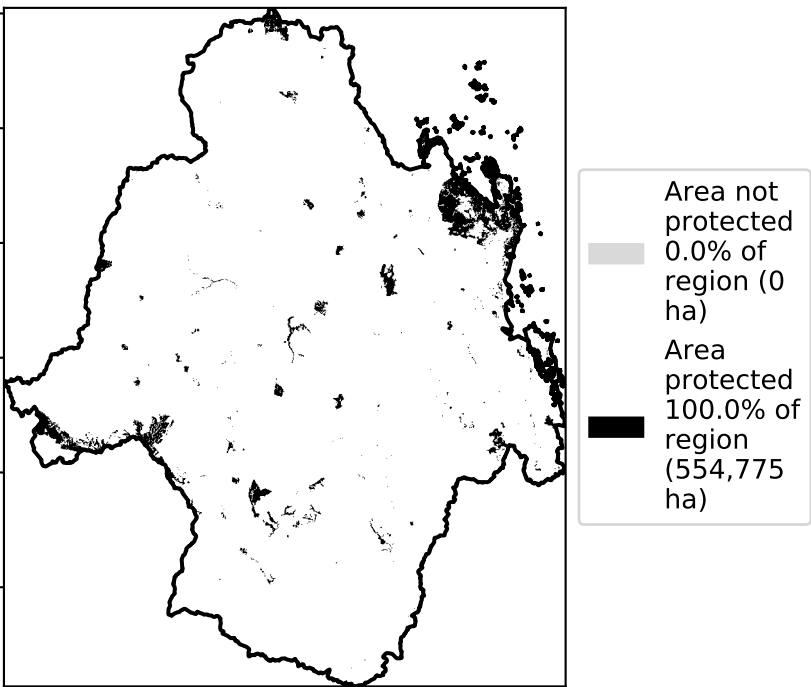 Area not
protected
0.0% of
region (0
ha)
Area
protected
100.0% of
region
(554,775
ha)